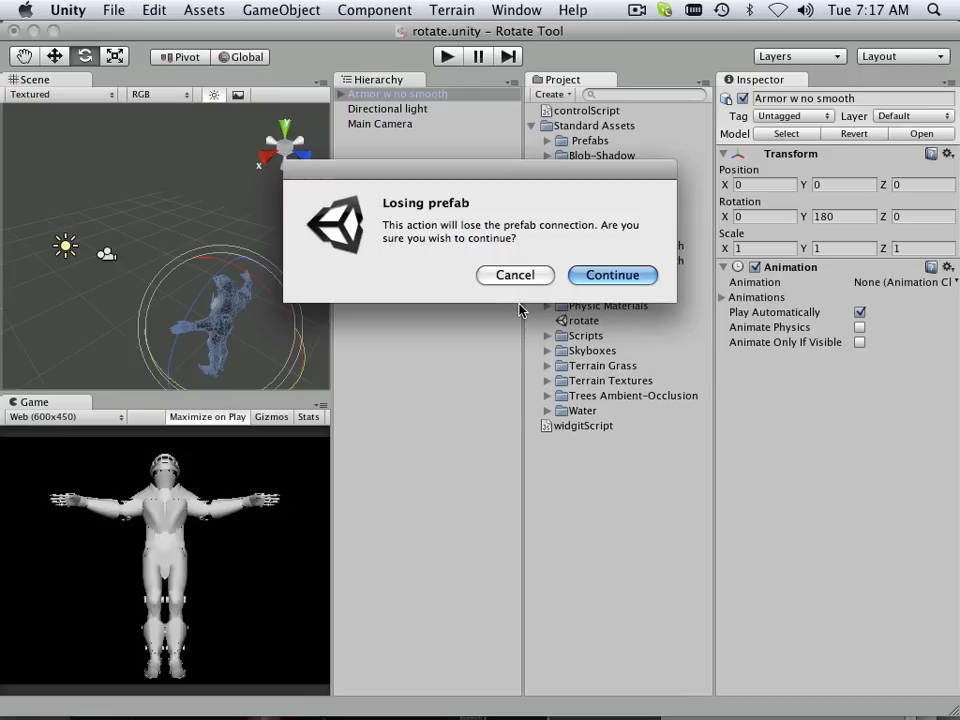 Unity File Edit Assets GameObject Component Terrain Window Help Tue 7:17 AM
rotate.unity - Rotate Tool
Pivot Global Layers Layout
Scene
Textured RGB
Hierarchy
Armor w no smooth
Directional light
Main Camera
Project
Create
controlScript
Standard Assets
Prefabs
Blob-Shadow
Physic Materials
rotate
Scripts
Skyboxes
Terrain Grass
Terrain Textures
Trees Ambient-Occlusion
Water
widgitScript
Losing prefab
This action will lose the prefab connection. Are you
sure you wish to continue?
Cancel Continue
Inspector
Armor w no smooth
Tag Untagged Layer Default
Model Select Revert Open
Transform
Position
X 0 Y 0 Z 0
Rotation
X 0 Y 180 Z 0
Scale
X 1 Y 1 Z 1
Animation
Animation None (Animation Cl
Animations
Play Automatically
Animate Physics
Animate Only If Visible
Game
Web (600x450) Maximize on Play Gizmos Stats